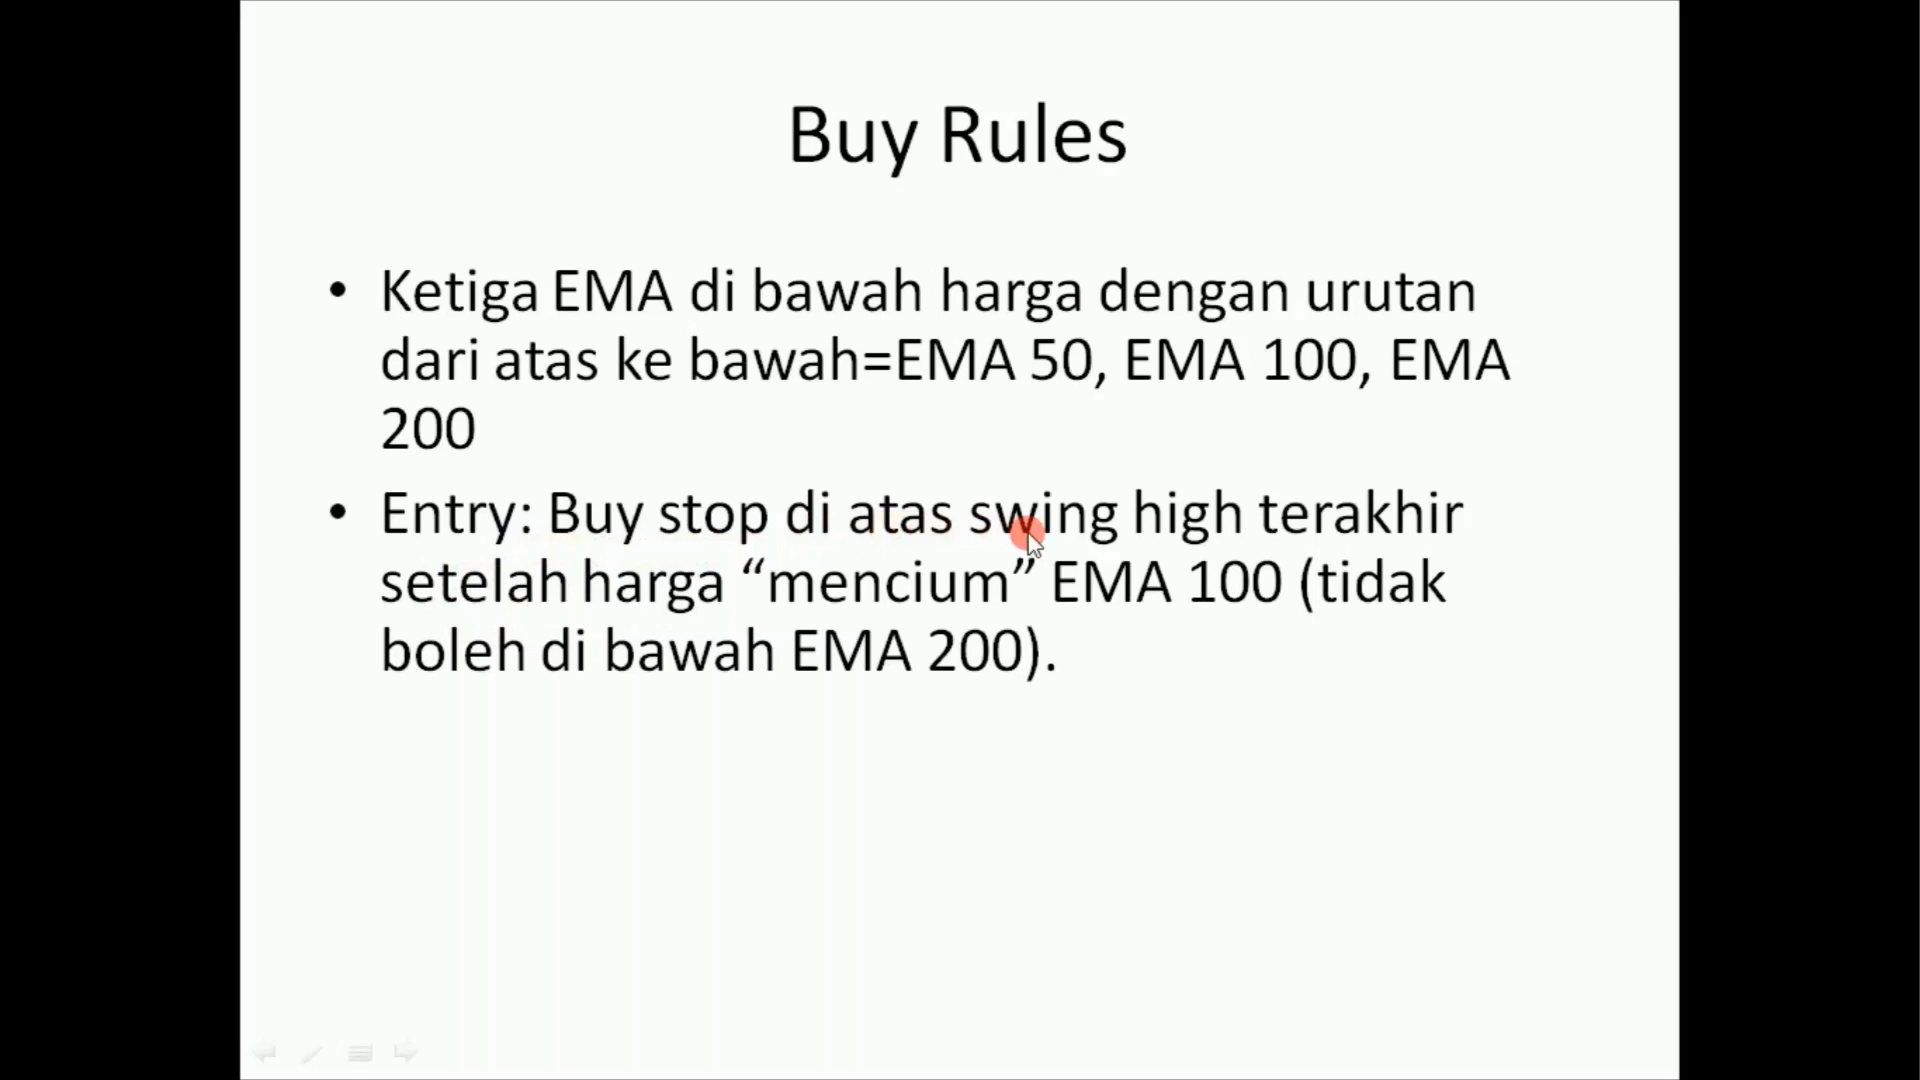 Buy Rules
• Ketiga EMA di bawah harga dengan urutan
dari atas ke bawah=EMA 50, EMA 100, EMA
200
• Entry: Buy stop di atas swing high terakhir
setelah harga “mencium” EMA 100 (tidak
boleh di bawah EMA 200).